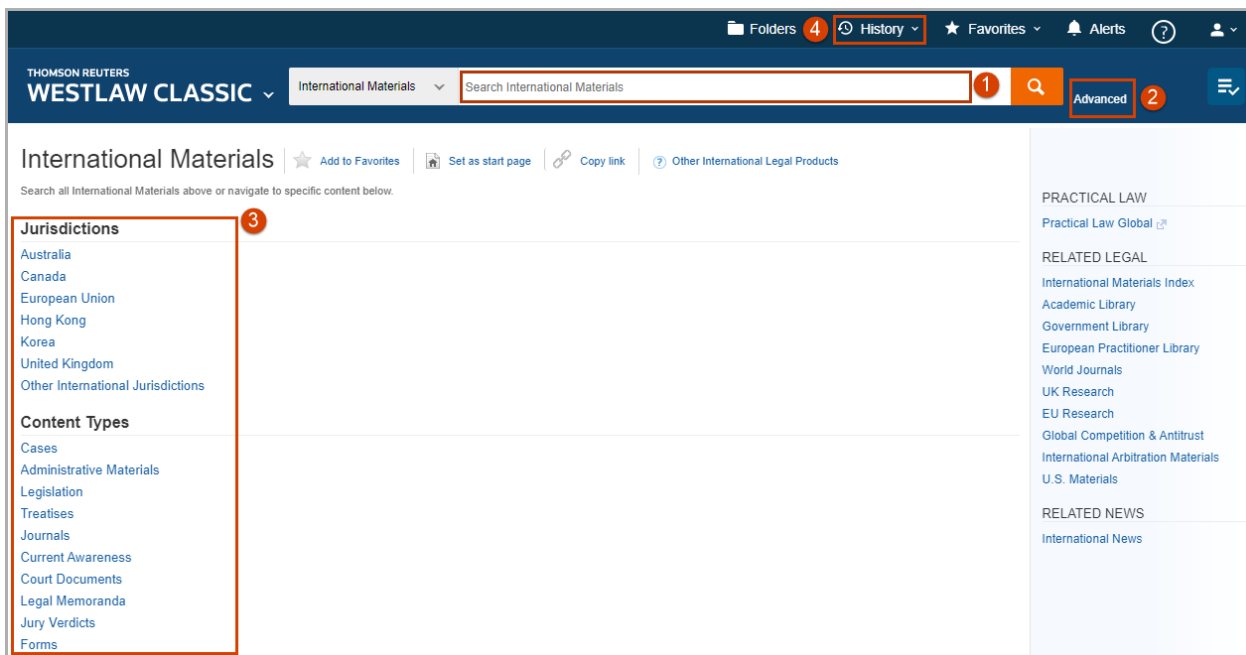 Folders 4 History Favorites Alerts ?
THOMSON REUTERS
WESTLAW CLASSIC
International Materials Search International Materials 1 Advanced 2
International Materials Add to Favorites Set as start page Copy link ? Other International Legal Products
Search all International Materials above or navigate to specific content below.
3
Jurisdictions
Australia
Canada
European Union
Hong Kong
Korea
United Kingdom
Other International Jurisdictions
Content Types
Cases
Administrative Materials
Legislation
Treatises
Journals
Current Awareness
Court Documents
Legal Memoranda
Jury Verdicts
Forms
PRACTICAL LAW
Practical Law Global
RELATED LEGAL
International Materials Index
Academic Library
Government Library
European Practitioner Library
World Journals
UK Research
EU Research
Global Competition & Antitrust
International Arbitration Materials
U.S. Materials
RELATED NEWS
International News